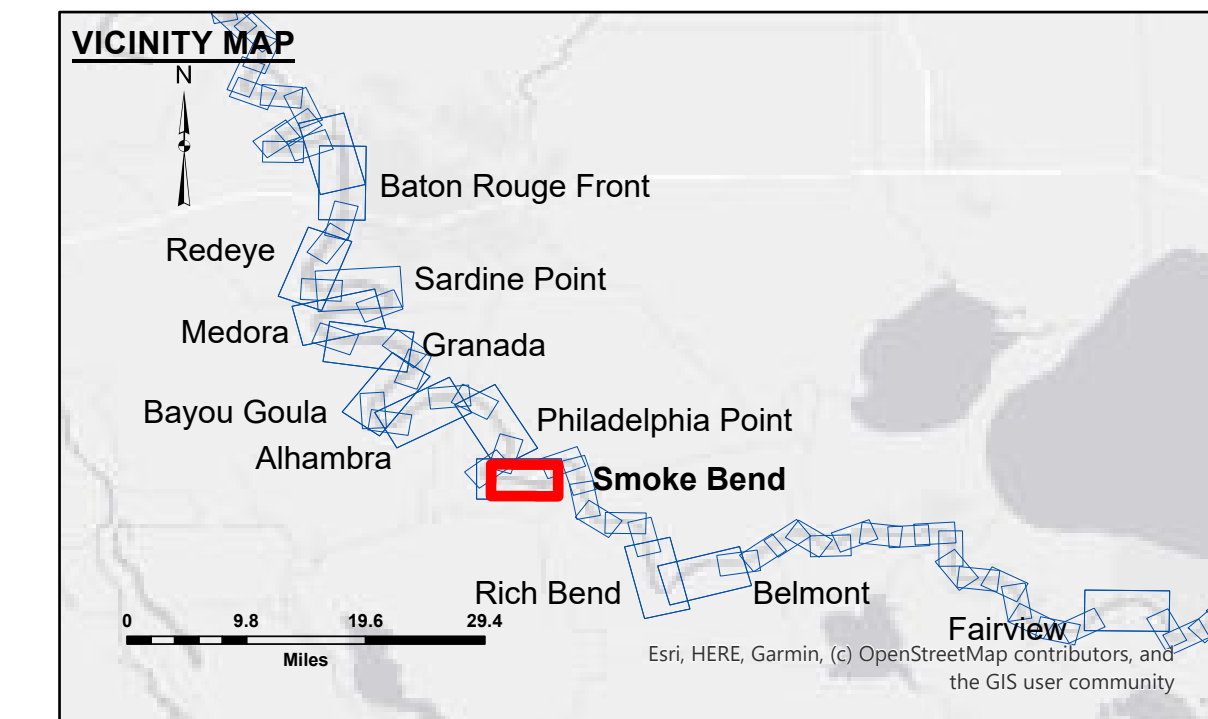 VICINITY MAP
N
Baton Rouge Front
Redeye
Sardine Point
Medora
Granada
Bayou Goula
Philadelphia Point
Alhambra
Smoke Bend
Rich Bend
Belmont
0 9.8 19.6 29.4
Miles
Fairview
Esri, HERE, Garmin, (c) OpenStreetMap contributors, and
the GIS user community